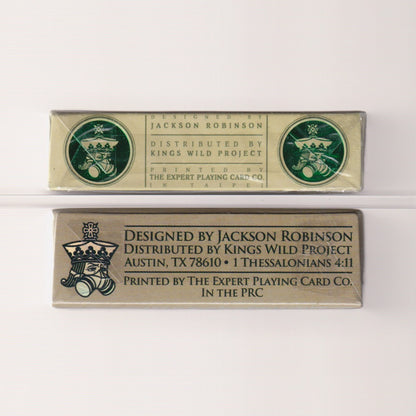 DESIGNED BY
JACKSON ROBINSON
DISTRIBUTED BY
KINGS WILD PROJECT
PRINTED BY
THE EXPERT PLAYING CARD CO.
IN TAIPEI
DESIGNED BY JACKSON ROBINSON
DISTRIBUTED BY KINGS WILD PROJECT
AUSTIN, TX 78610 • 1 THESSALONIANS 4:11
PRINTED BY THE EXPERT PLAYING CARD CO.
IN THE PRC